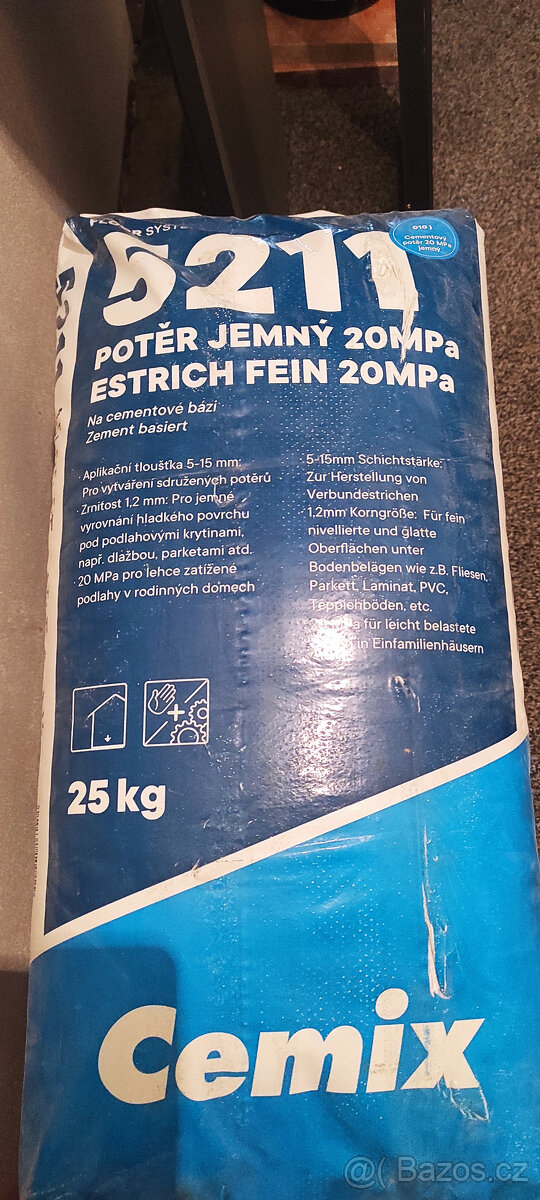 010 j
Cementový
potěr 20 MPa
jemný
5211
POTĚR JEMNÝ 20MPa
ESTRICH FEIN 20MPa
Na cementové bázi
Zement basiert
· Aplikační tloušťka 5-15 mm:
Pro vytváření sdružených potěrů
· Zrnitost 1,2 mm: Pro jemné
vyrovnání hladkého povrchu
pod podlahovými krytinami,
např. dlažbou, parketami atd.
· 20 MPa pro lehce zatížené
podlahy v rodinných domech
· 5-15mm Schichtstärke:
Zur Herstellung von
Verbundestrichen
· 1,2mm Korngröße: Für fein
nivellierte und glatte
Oberflächen unter
Bodenbelägen wie z.B. Fliesen,
Parkett, Laminat, PVC,
Teppichböden, etc.
für leicht belastete
in Einfamilienhäusern
25 kg
Cemix
Bazos.cz